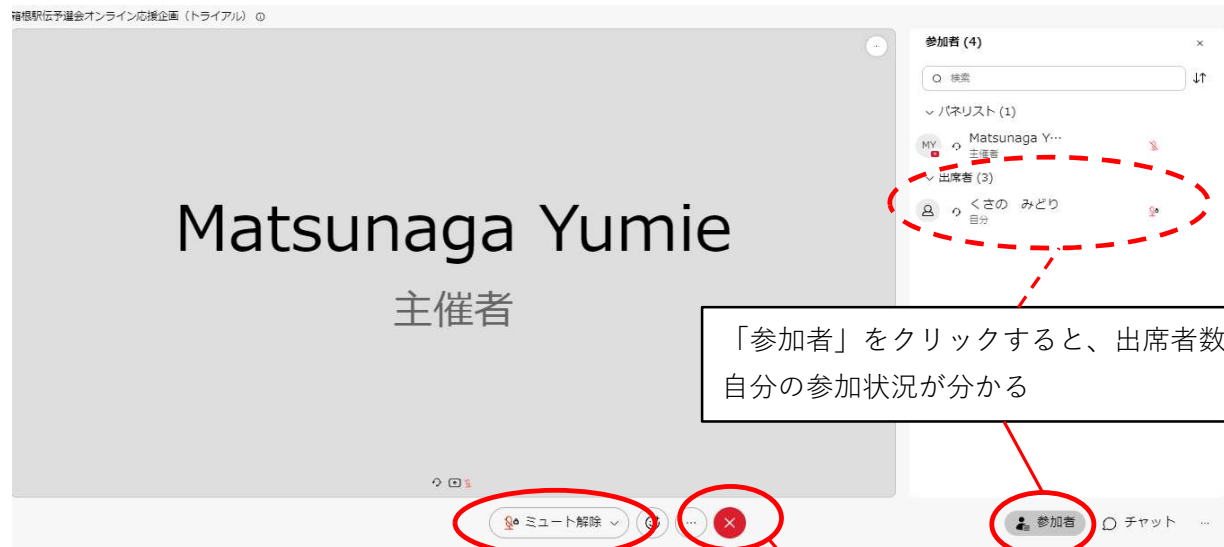 箱根駅伝予選会オンライン応援企画（トライアル）
参加者 (4)
検索
パネリスト (1)
MY
Matsunaga Y…
主催者
出席者 (3)
くさの　みどり
自分
Matsunaga Yumie
主催者
「参加者」をクリックすると、出席者数
自分の参加状況が分かる
ミュート解除
参加者
チャット